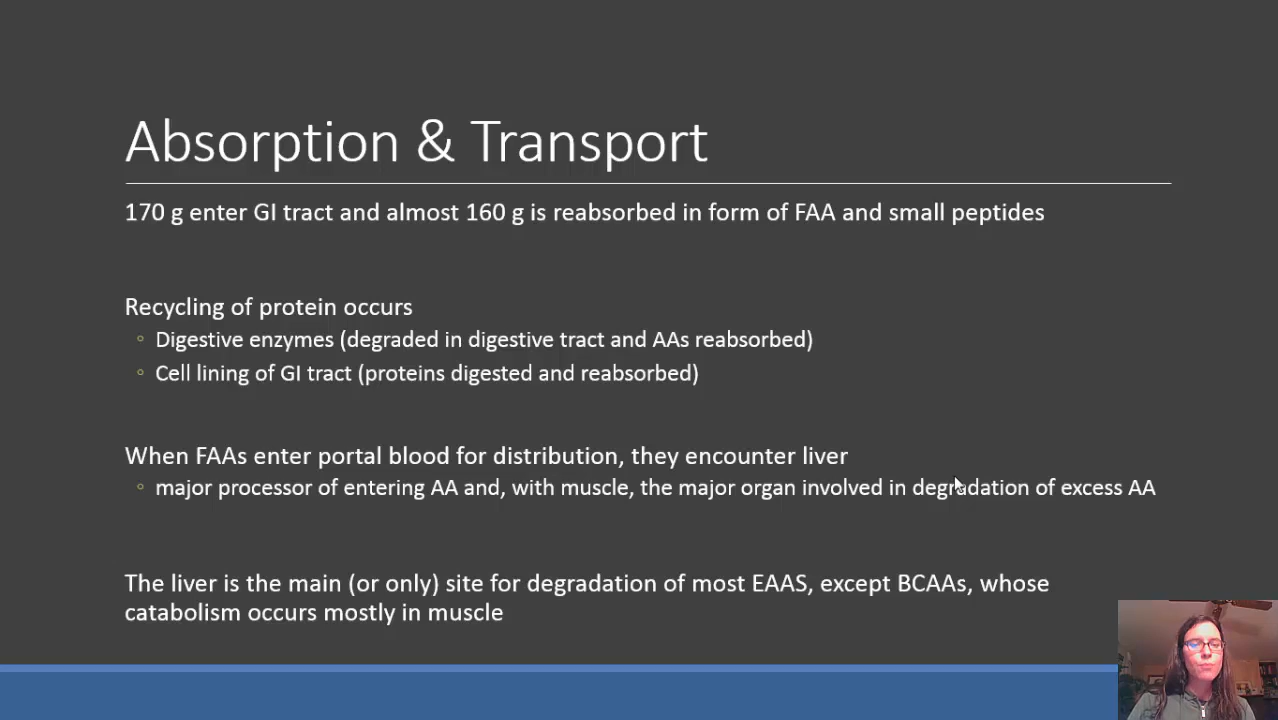 Absorption & Transport
170 g enter GI tract and almost 160 g is reabsorbed in form of FAA and small peptides
Recycling of protein occurs
◦ Digestive enzymes (degraded in digestive tract and AAs reabsorbed)
◦ Cell lining of GI tract (proteins digested and reabsorbed)
When FAAs enter portal blood for distribution, they encounter liver
◦ major processor of entering AA and, with muscle, the major organ involved in degradation of excess AA
The liver is the main (or only) site for degradation of most EAAS, except BCAAs, whose
catabolism occurs mostly in muscle